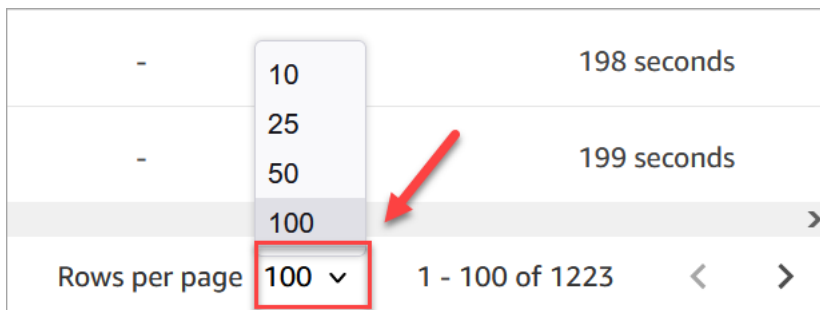 - 198 seconds
10
25
- 199 seconds
50
100
Rows per page 100 1 - 100 of 1223